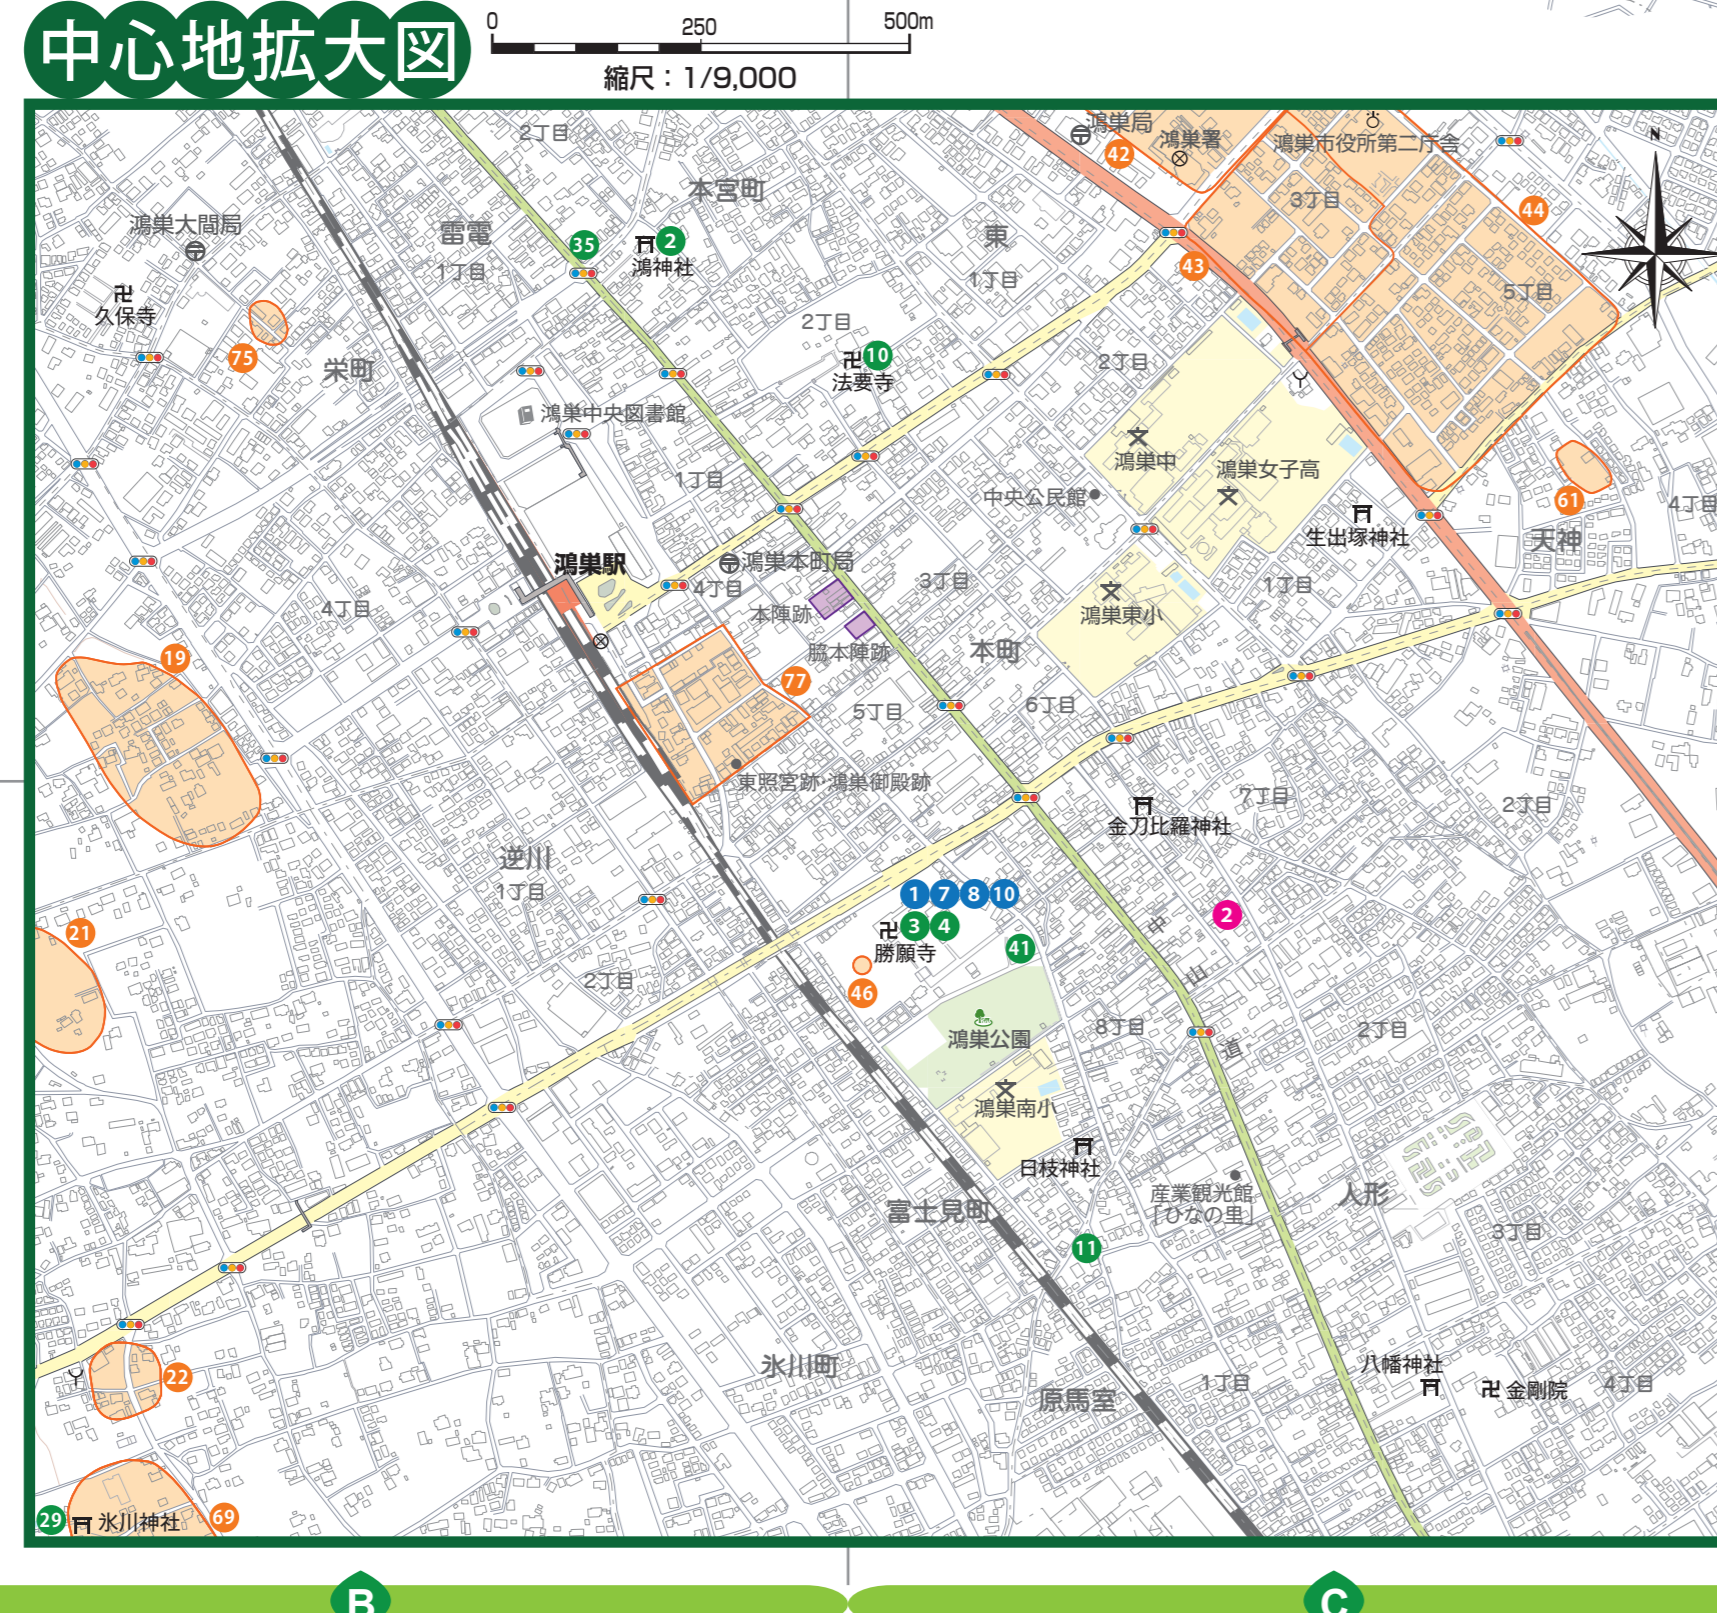 中心地拡大図
0 250 500m
縮尺：1/9,000
2丁目
鴻巣局
42
鴻巣署
鴻巣市役所第二庁舎
N
本宮町
3丁目
44
鴻巣大間局
雷電
1丁目
35
2
鴻神社
東
1丁目
43
5丁目
久保寺
75
栄町
2丁目
10
法要寺
2丁目
鴻巣中央図書館
鴻巣中
鴻巣女子高
1丁目
中央公民館
61
4丁目
生出塚神社
天神
鴻巣駅
鴻巣本町局
4丁目
3丁目
1丁目
4丁目
本陣跡
鴻巣東小
脇本陣跡
本町
19
77
5丁目
6丁目
東照宮跡・鴻巣御殿跡
7丁目
2丁目
金刀比羅神社
逆川
1丁目
1 7 8 10
3 4
勝願寺
2
中
山
道
21
41
46
2丁目
8丁目
2丁目
鴻巣公園
鴻巣南小
日枝神社
産業観光館
「ひなの里」
人形
富士見町
3丁目
11
22
氷川町
原馬室
1丁目
八幡神社
金剛院
4丁目
29
氷川神社
69
B
C